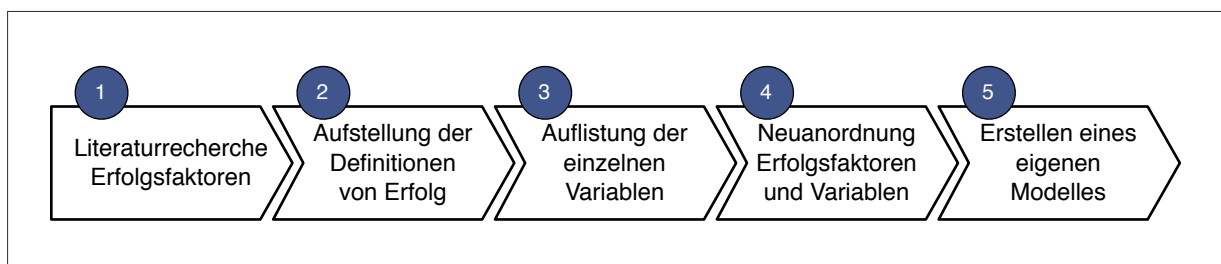 1
Literaturrecherche
Erfolgsfaktoren
2
Aufstellung der
Definitionen
von Erfolg
3
Auflistung der
einzelnen
Variablen
4
Neuanordnung
Erfolgsfaktoren
und Variablen
5
Erstellen eines
eigenen
Modelles